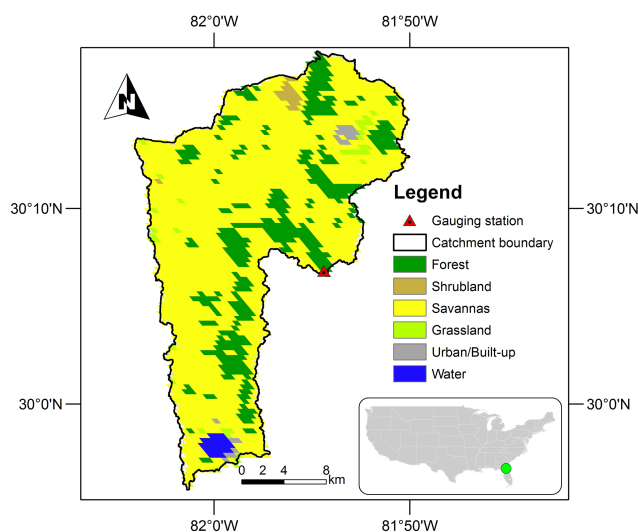 82°0'W 81°50'W
N
30°10'N 30°10'N
Legend
Gauging station
Catchment boundary
Forest
Shrubland
Savannas
Grassland
Urban/Built-up
Water
30°0'N 30°0'N
0 2 4 8
km
82°0'W 81°50'W